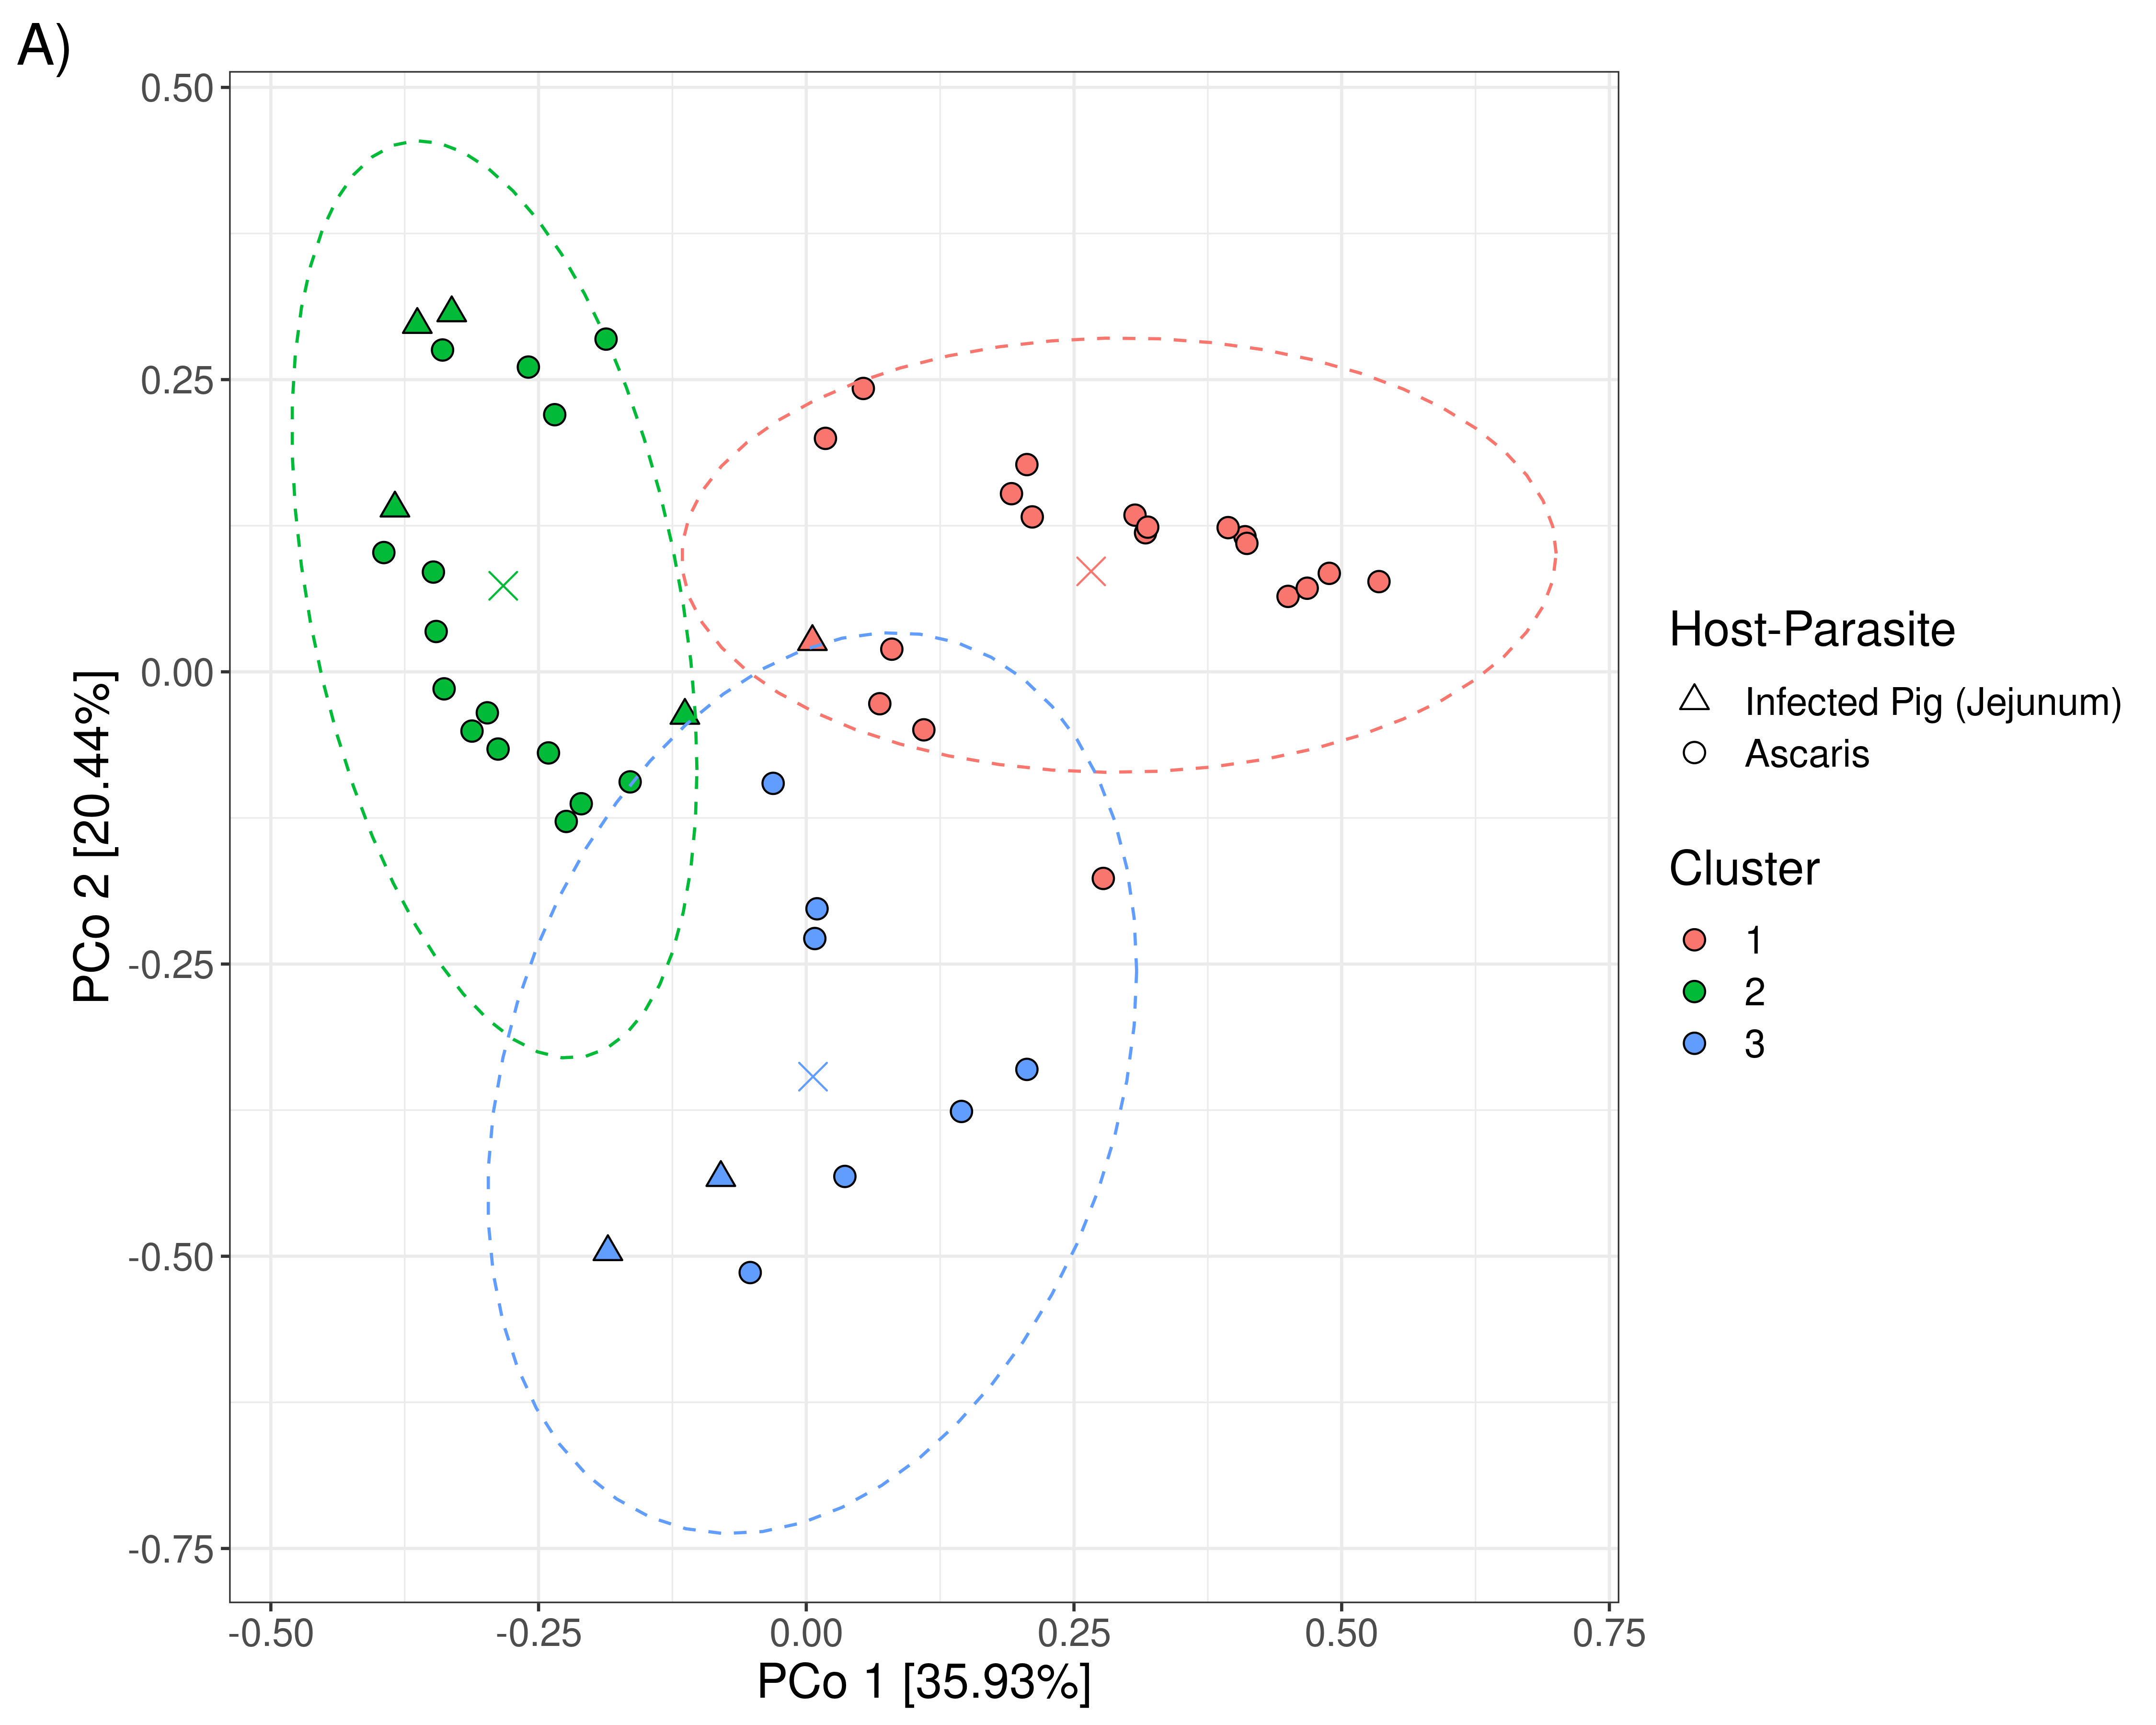 A)
0.50
0.25
0.00
-0.25
-0.50
-0.75
PCo 2 [20.44%]
-0.50
-0.25
0.00
0.25
0.50
0.75
PCo 1 [35.93%]
Host-Parasite
Infected Pig (Jejunum)
Ascaris
Cluster
1
2
3